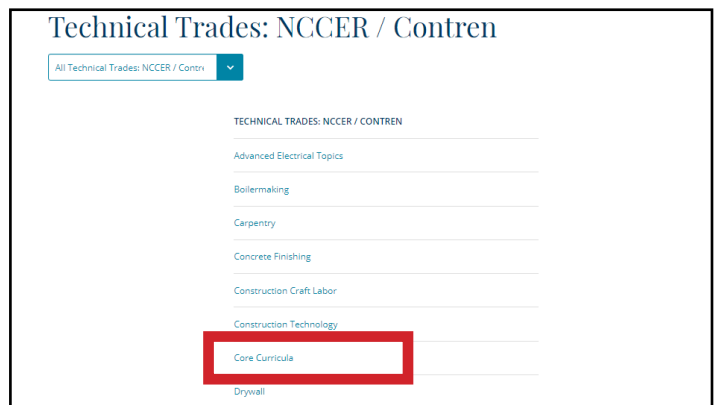 Technical Trades: NCCER / Contren
All Technical Trades: NCCER / Contre
TECHNICAL TRADES: NCCER / CONTREN
Advanced Electrical Topics
Boilermaking
Carpentry
Concrete Finishing
Construction Craft Labor
Construction Technology
Core Curricula
Drywall